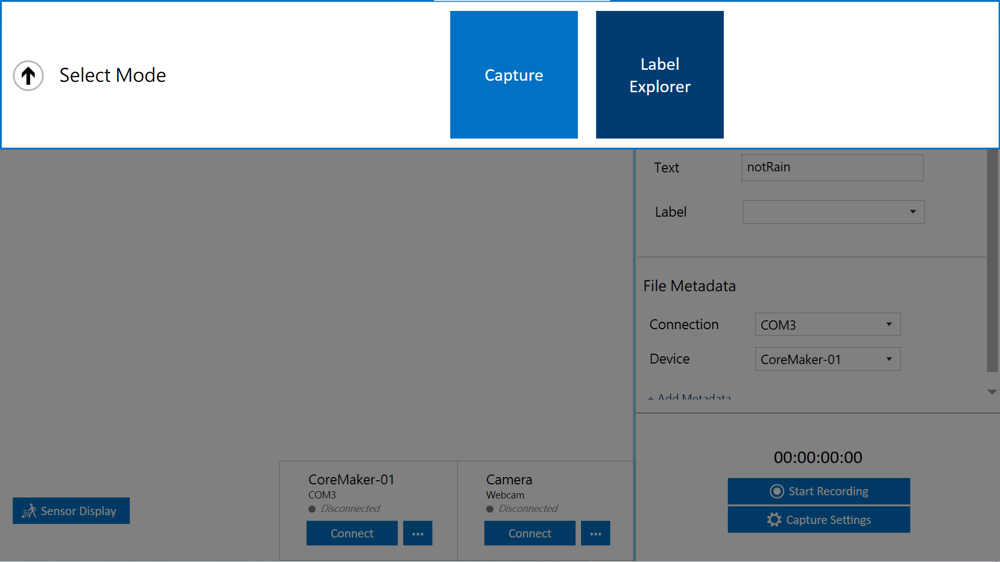 Select Mode
Capture
Label
Explorer
Text
notRain
Label
File Metadata
Connection
COM3
Device
CoreMaker-01
+ Add Metadata
00:00:00:00
Start Recording
Capture Settings
CoreMaker-01
COM3
Disconnected
Connect
...
Camera
Webcam
Disconnected
Connect
...
Sensor Display